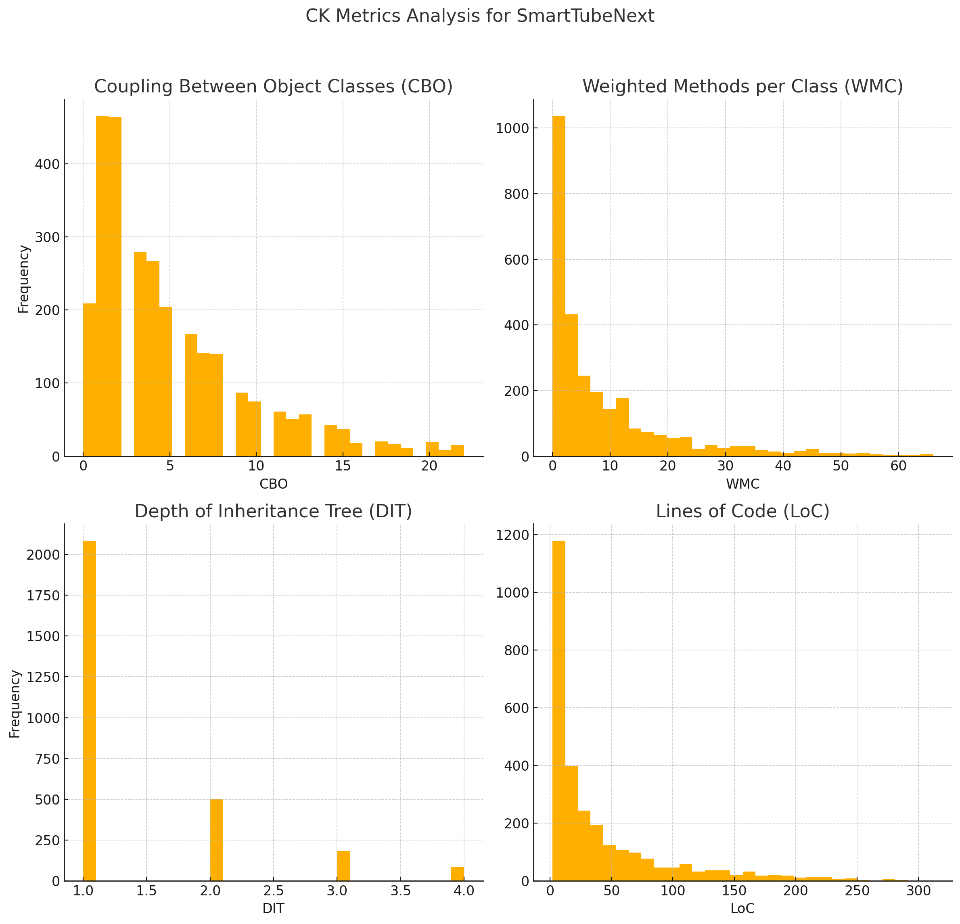 CK Metrics Analysis for SmartTubeNext
Coupling Between Object Classes (CBO)
Frequency
400
300
200
100
0
0 5 10 15 20
CBO
Weighted Methods per Class (WMC)
1000
800
600
400
200
0
0 10 20 30 40 50 60
WMC
Depth of Inheritance Tree (DIT)
Frequency
2000
1750
1500
1250
1000
750
500
250
0
1.0 1.5 2.0 2.5 3.0 3.5 4.0
DIT
Lines of Code (LoC)
1200
1000
800
600
400
200
0
0 50 100 150 200 250 300
LoC